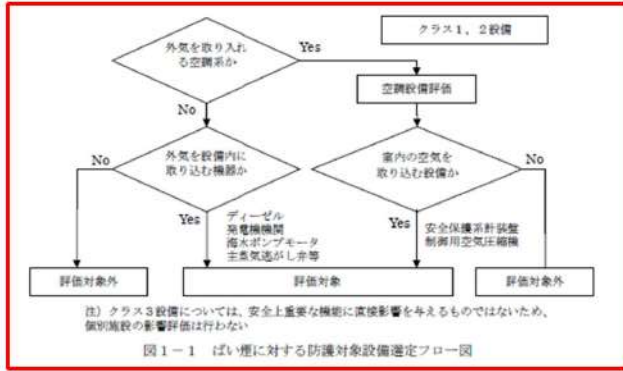 クラス1、2設備
外気を取り入れ
る空調系か
Yes
空調設備評価
No
外気を設備内に
取り込む機器か
No
室内の空気を
取り込む設備か
No
Yes
ディーゼル
発電機機関
海水ポンプモータ
主蒸気逃がし弁等
Yes
安全保護系計装盤
制御用空気圧縮機
評価対象外
評価対象
評価対象外
注）クラス3設備については、安全上重要な機能に直接影響を与えるものではないため、
個別施設の影響評価は行わない
図1－1　ばい煙に対する防護対象設備選定フロー図